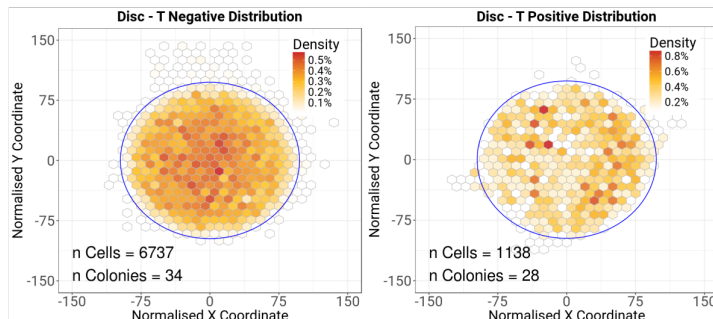 Disc - T Negative Distribution
Normalised Y Coordinate
150
75
0
-75
-150
Density
0.5%
0.4%
0.3%
0.2%
0.1%
n Cells = 6737
n Colonies = 34
-150 -75 0 75 150
Normalised X Coordinate
Disc - T Positive Distribution
Normalised Y Coordinate
150
75
0
-75
-150
Density
0.8%
0.6%
0.4%
0.2%
n Cells = 1138
n Colonies = 28
-150 -75 0 75 150
Normalised X Coordinate